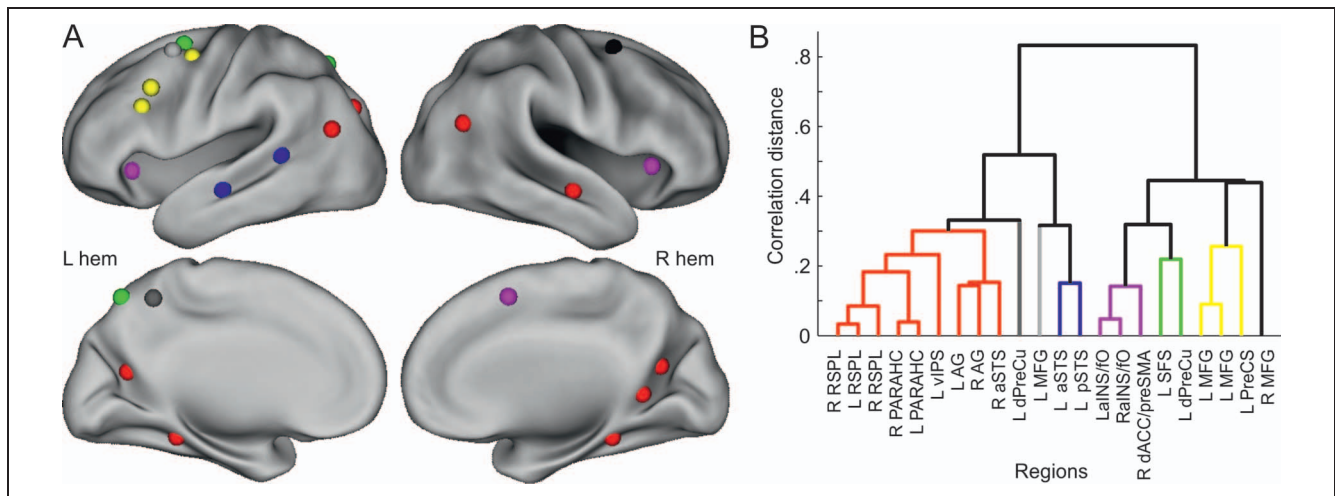 A
L hem
R hem
B
Correlation distance
.8
.6
.4
.2
0
R RSPL
L RSPL
R RSPL
R PARAHC
L PARAHC
L vIPS
L AG
R AG
R aSTS
L dPreCu
L MFG
L aSTS
L pSTS
LaINS/fO
RaINS/fO
R dACC/preSMA
L SFS
L dPreCu
L MFG
L MFG
L PreCS
R MFG
Regions